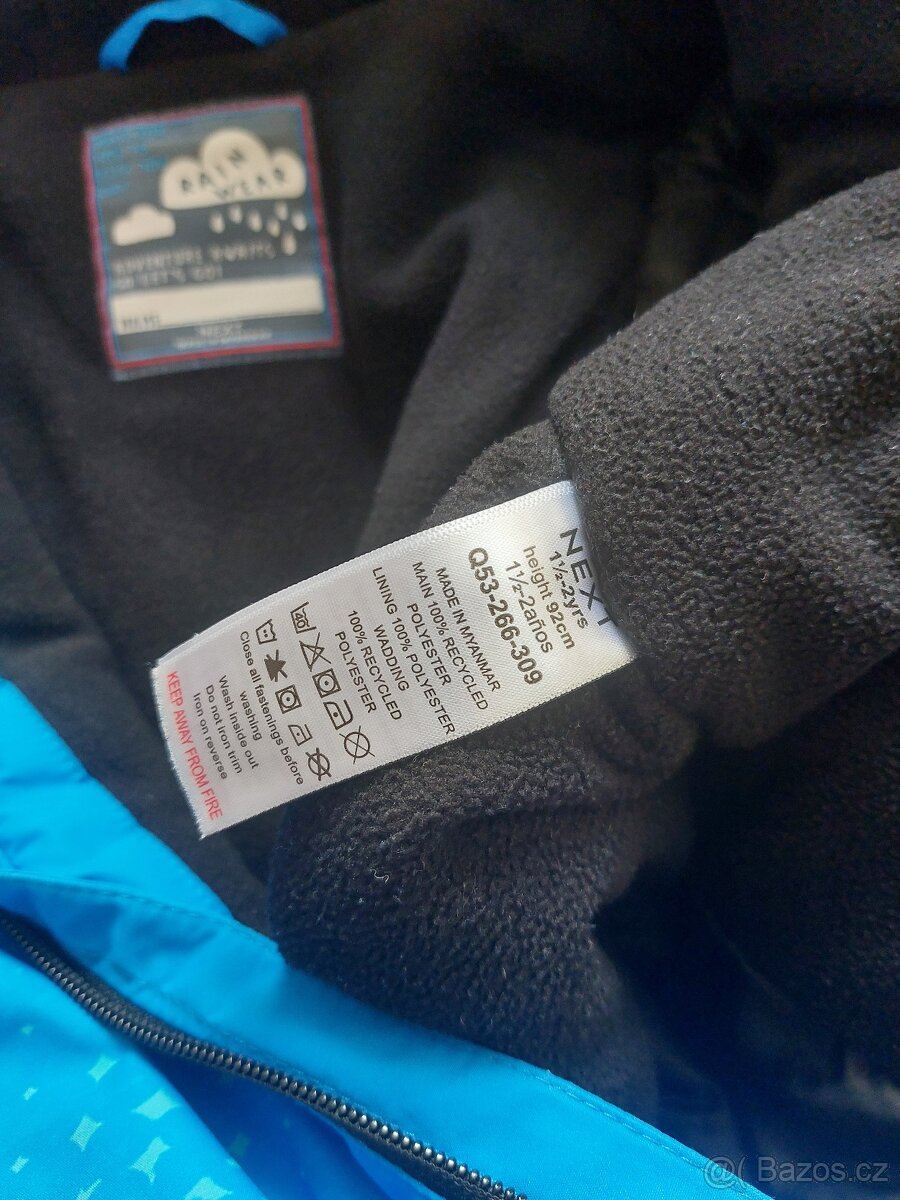 RAIN
WEAR
NEXT
1½-2yrs
height 92cm
1½-2años
Q53-266-309
MADE IN MYANMAR
MAIN 100% RECYCLED
POLYESTER
LINING 100% POLYESTER
WADDING
100% RECYCLED
POLYESTER
Close all fastenings before
washing
Wash inside out
Do not iron trim
Iron on reverse
KEEP AWAY FROM FIRE
Bazos.cz